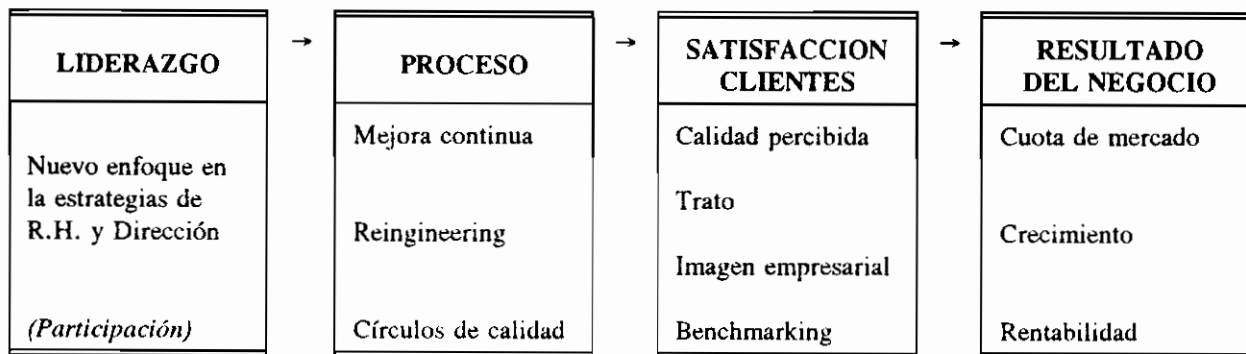 LIDERAZGO
Nuevo enfoque en
la estrategias de
R.H. y Dirección
(Participación)
→
PROCESO
Mejora continua
Reingineering
Círculos de calidad
→
SATISFACCION
CLIENTES
Calidad percibida
Trato
Imagen empresarial
Benchmarking
→
RESULTADO
DEL NEGOCIO
Cuota de mercado
Crecimiento
Rentabilidad